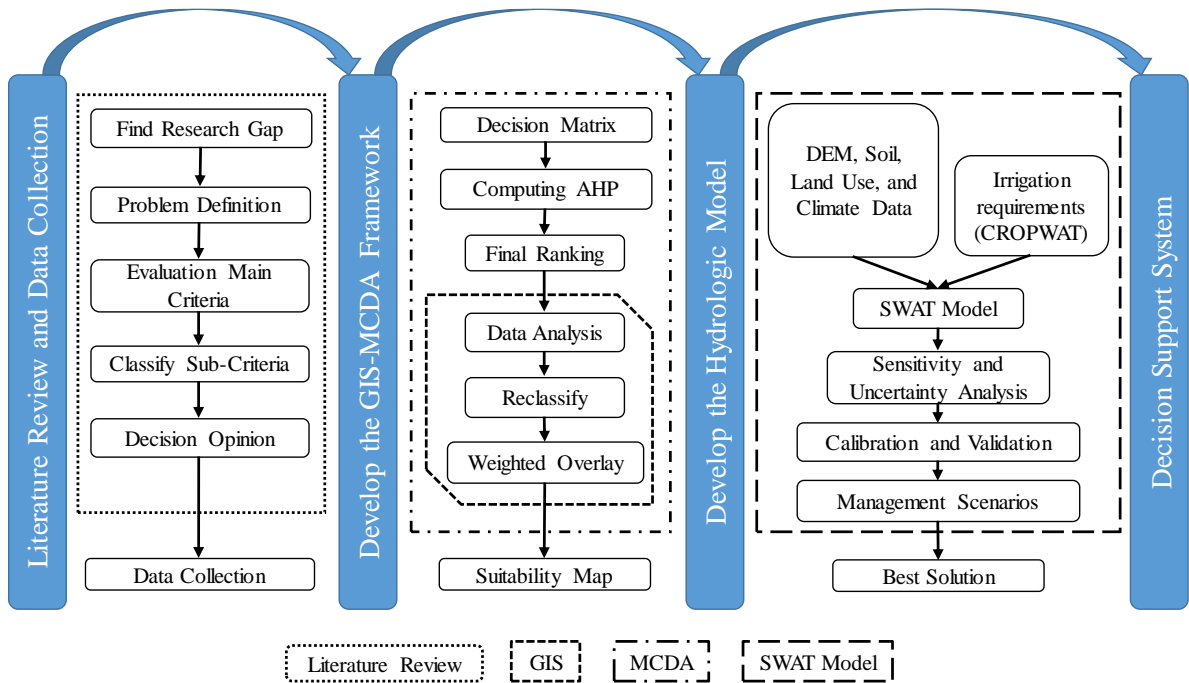 Literature Review and Data Collection
Find Research Gap
Problem Definition
Evaluation Main
Criteria
Classify Sub-Criteria
Decision Opinion
Data Collection
Develop the GIS-MCDA Framework
Decision Matrix
Computing AHP
Final Ranking
Data Analysis
Reclassify
Weighted Overlay
Suitability Map
Develop the Hydrologic Model
DEM, Soil,
Land Use, and
Climate Data
Irrigation
requirements
(CROPWAT)
SWAT Model
Sensitivity and
Uncertainty Analysis
Calibration and Validation
Management Scenarios
Best Solution
Decision Support System
Literature Review
GIS
MCDA
SWAT Model